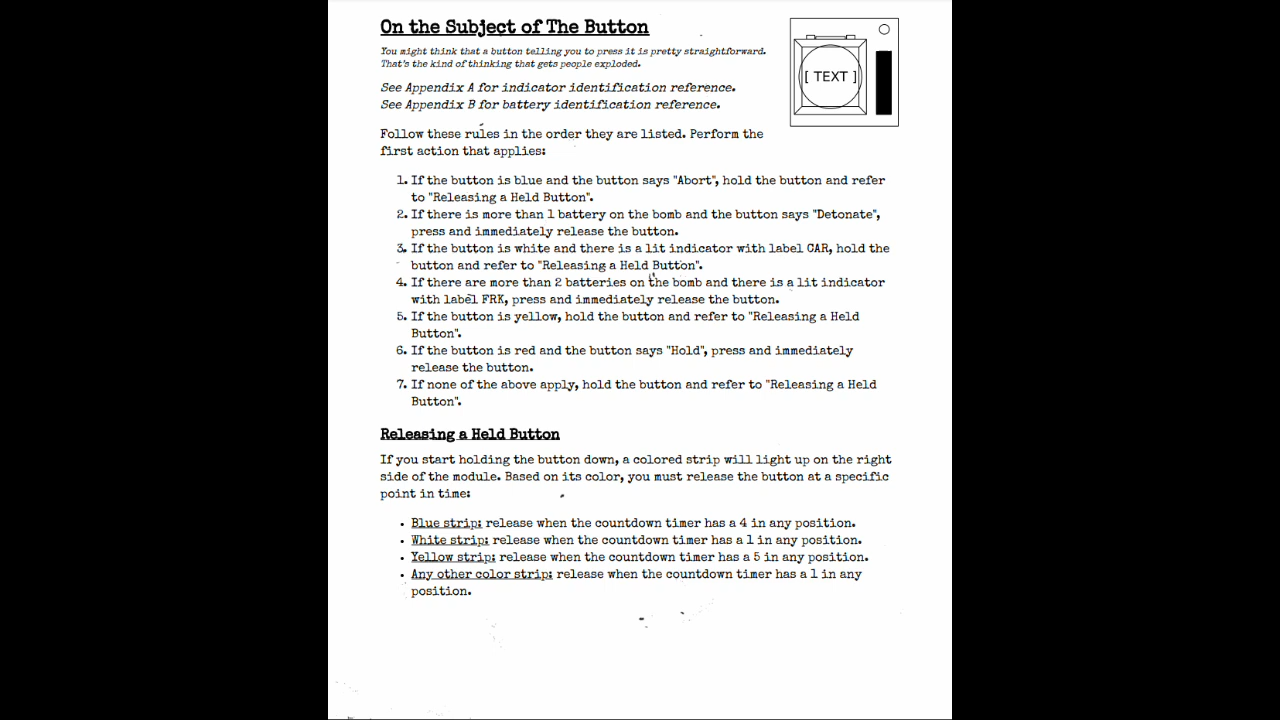 On the Subject of The Button
You might think that a button telling you to press it is pretty straightforward.
That's the kind of thinking that gets people exploded.
[ TEXT ]
See Appendix A for indicator identification reference.
See Appendix B for battery identification reference.
Follow these rules in the order they are listed. Perform the
first action that applies:
1. If the button is blue and the button says "Abort", hold the button and refer
to "Releasing a Held Button".
2. If there is more than 1 battery on the bomb and the button says "Detonate",
press and immediately release the button.
3. If the button is white and there is a lit indicator with label CAR, hold the
button and refer to "Releasing a Held Button".
4. If there are more than 2 batteries on the bomb and there is a lit indicator
with label FRK, press and immediately release the button.
5. If the button is yellow, hold the button and refer to "Releasing a Held
Button".
6. If the button is red and the button says "Hold", press and immediately
release the button.
7. If none of the above apply, hold the button and refer to "Releasing a Held
Button".
Releasing a Held Button
If you start holding the button down, a colored strip will light up on the right
side of the module. Based on its color, you must release the button at a specific
point in time:
• Blue strip: release when the countdown timer has a 4 in any position.
• White strip: release when the countdown timer has a 1 in any position.
• Yellow strip: release when the countdown timer has a 5 in any position.
• Any other color strip: release when the countdown timer has a 1 in any
position.